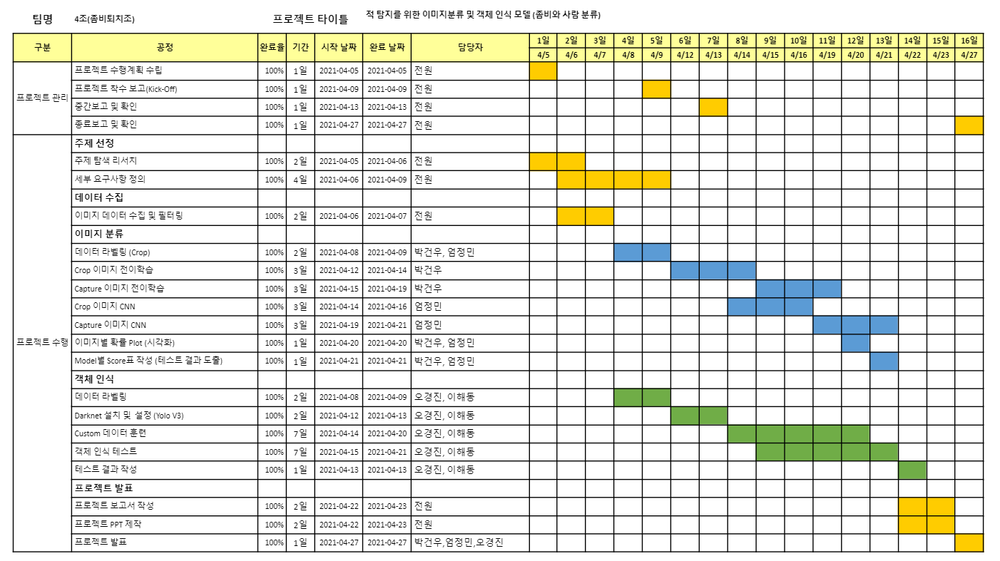 팀명 4조(좀비퇴치조) 프로젝트 타이틀 적 탐지를 위한 이미지분류 및 객체 인식 모델 (좀비와 사람 분류)
구분 공정 완료율 기간 시작 날짜 완료 날짜 담당자 1일 2일 3일 4일 5일 6일 7일 8일 9일 10일 11일 12일 13일 14일 15일 16일
4/5 4/6 4/7 4/8 4/9 4/12 4/13 4/14 4/15 4/16 4/19 4/20 4/21 4/22 4/23 4/27
프로젝트 관리
프로젝트 수행계획 수립 100% 1일 2021-04-05 2021-04-05 전원
프로젝트 착수 보고(Kick-Off) 100% 1일 2021-04-09 2021-04-09 전원
중간보고 및 확인 100% 1일 2021-04-13 2021-04-13 전원
종료보고 및 확인 100% 1일 2021-04-27 2021-04-27 전원
프로젝트 수행
주제 선정
주제 탐색 리서치 100% 2일 2021-04-05 2021-04-06 전원
세부 요구사항 정의 100% 4일 2021-04-06 2021-04-09 전원
데이터 수집
이미지 데이터 수집 및 필터링 100% 2일 2021-04-06 2021-04-07 전원
이미지 분류
데이터 라벨링 (Crop) 100% 2일 2021-04-08 2021-04-09 박건우, 엄정민
Crop 이미지 전이학습 100% 3일 2021-04-12 2021-04-14 박건우
Capture 이미지 전이학습 100% 3일 2021-04-15 2021-04-19 박건우
Crop 이미지 CNN 100% 3일 2021-04-14 2021-04-16 엄정민
Capture 이미지 CNN 100% 3일 2021-04-19 2021-04-21 엄정민
이미지별 확률 Plot (시각화) 100% 1일 2021-04-20 2021-04-20 박건우, 엄정민
Model별 Score표 작성 (테스트 결과 도출) 100% 1일 2021-04-21 2021-04-21 박건우, 엄정민
객체 인식
데이터 라벨링 100% 2일 2021-04-08 2021-04-09 오경진, 이해동
Darknet 설치 및 설정 (Yolo V3) 100% 2일 2021-04-12 2021-04-13 오경진, 이해동
Custom 데이터 훈련 100% 7일 2021-04-14 2021-04-20 오경진, 이해동
객체 인식 테스트 100% 7일 2021-04-15 2021-04-21 오경진, 이해동
테스트 결과 작성 100% 1일 2021-04-13 2021-04-13 오경진, 이해동
프로젝트 발표
프로젝트 보고서 작성 100% 2일 2021-04-22 2021-04-23 전원
프로젝트 PPT 제작 100% 2일 2021-04-22 2021-04-23 전원
프로젝트 발표 100% 1일 2021-04-27 2021-04-27 박건우,엄정민,오경진